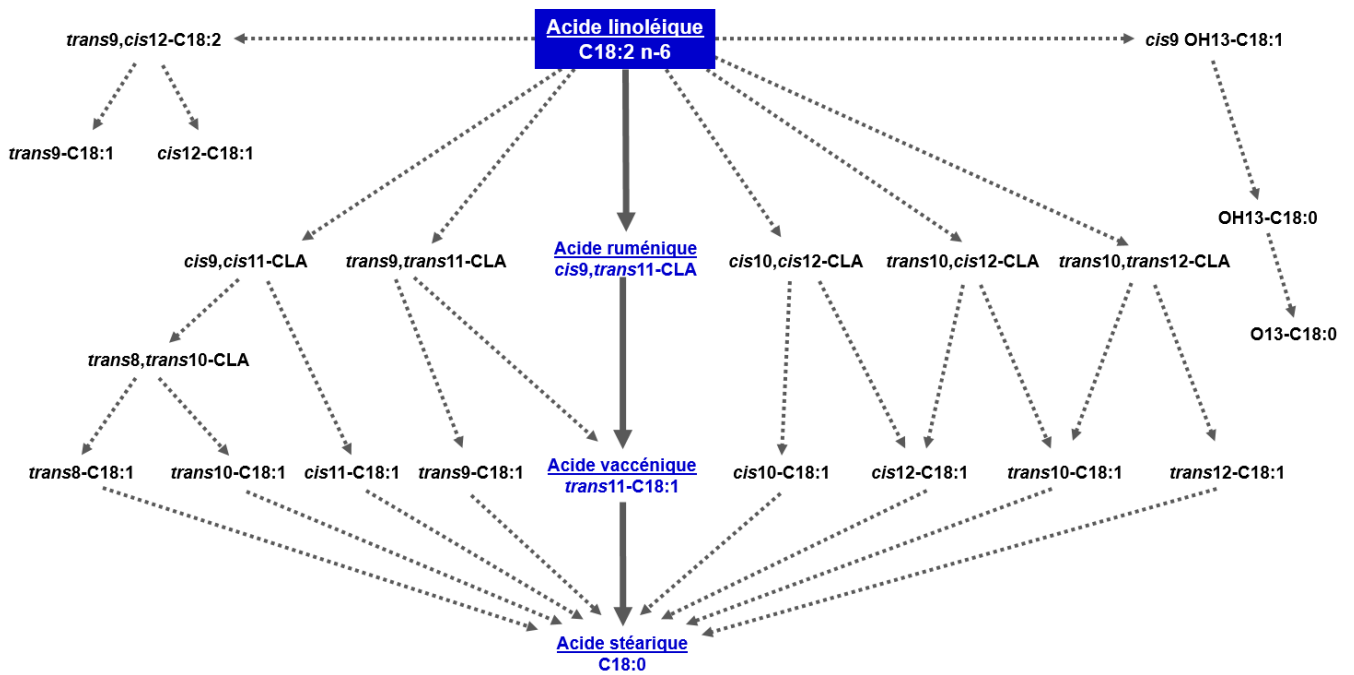 Acide linoléique
C18:2 n-6
trans9,cis12-C18:2
cis9 OH13-C18:1
trans9-C18:1
cis12-C18:1
OH13-C18:0
cis9,cis11-CLA
trans9,trans11-CLA
Acide ruménique
cis9,trans11-CLA
cis10,cis12-CLA
trans10,cis12-CLA
trans10,trans12-CLA
O13-C18:0
trans8,trans10-CLA
trans8-C18:1
trans10-C18:1
cis11-C18:1
trans9-C18:1
Acide vaccénique
trans11-C18:1
cis10-C18:1
cis12-C18:1
trans10-C18:1
trans12-C18:1
Acide stéarique
C18:0